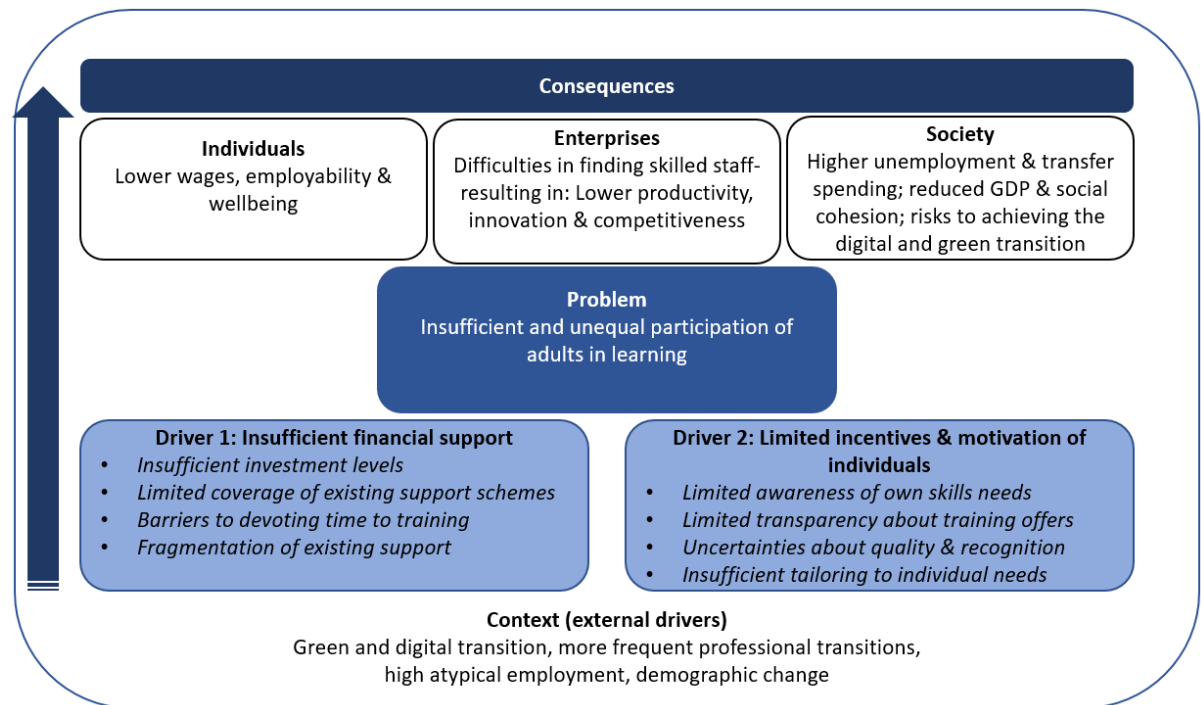 Consequences
Individuals
Lower wages, employability &
wellbeing
Enterprises
Difficulties in finding skilled staff-
resulting in: Lower productivity,
innovation & competitiveness
Society
Higher unemployment & transfer
spending; reduced GDP & social
cohesion; risks to achieving the
digital and green transition
Problem
Insufficient and unequal participation of
adults in learning
Driver 1: Insufficient financial support
• Insufficient investment levels
• Limited coverage of existing support schemes
• Barriers to devoting time to training
• Fragmentation of existing support
Driver 2: Limited incentives & motivation of
individuals
• Limited awareness of own skills needs
• Limited transparency about training offers
• Uncertainties about quality & recognition
• Insufficient tailoring to individual needs
Context (external drivers)
Green and digital transition, more frequent professional transitions,
high atypical employment, demographic change